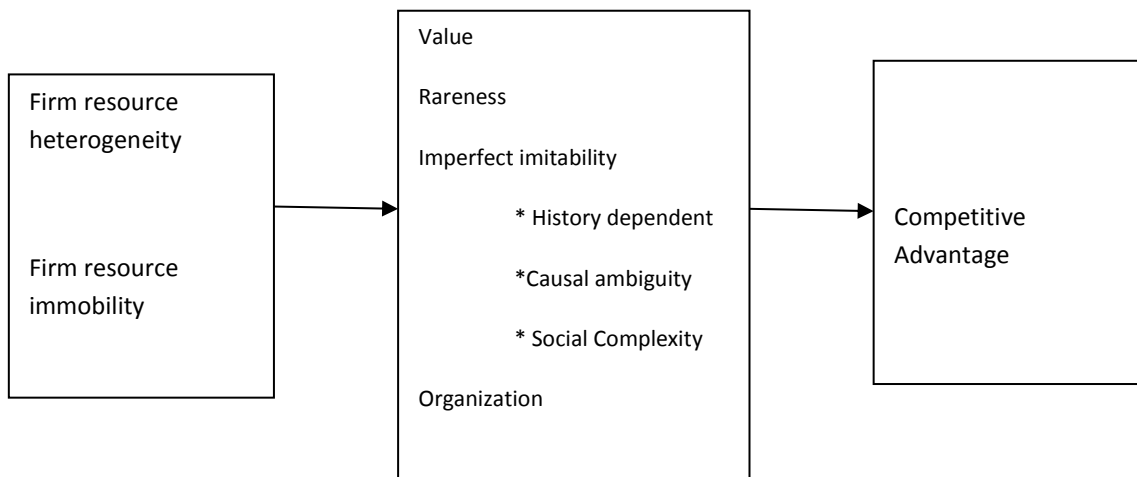 Firm resource
heterogeneity
Firm resource
immobility
Value
Rareness
Imperfect imitability
* History dependent
*Causal ambiguity
* Social Complexity
Organization
Competitive
Advantage